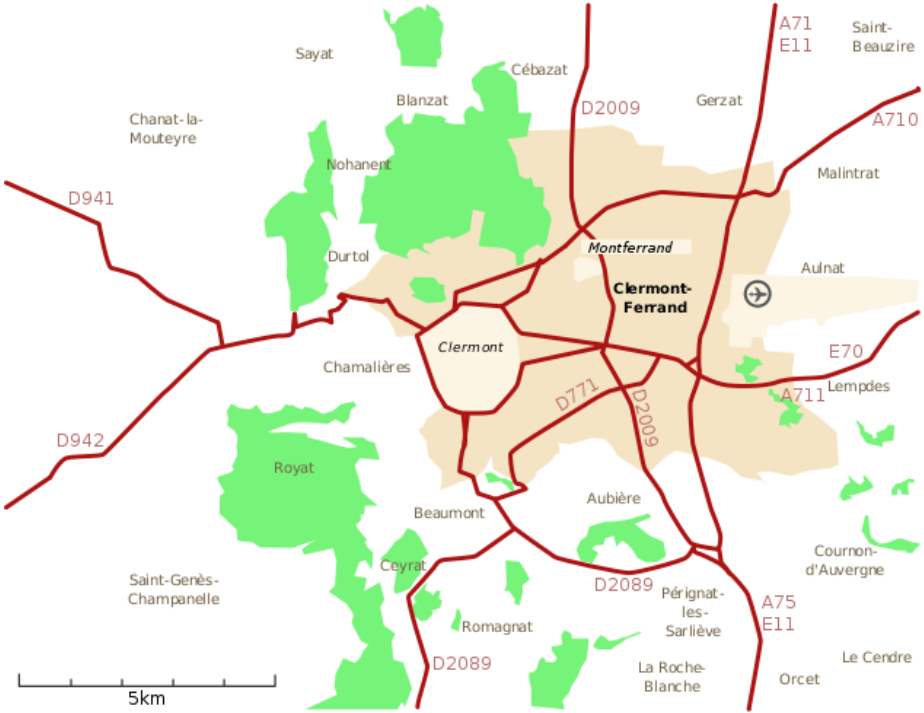 A71
E11
Saint-
Beauzire
Sayat
Cébazat
Blanzat
Gerzat
D2009
A710
Chanat-la-
Mouteyre
Nohanent
Malintrat
D941
Montferrand
Durtol
Aulnat
Clermont-
Ferrand
Clermont
E70
Chamalières
Lempdes
A711
D771
D2009
D942
Royat
Aubière
Beaumont
Cournon-
d'Auvergne
Ceyrat
Saint-Genès-
Champanelle
D2089
Pérignat-
les-
Sarliève
A75
E11
Romagnat
D2089
La Roche-
Blanche
Le Cendre
Orcet
5km